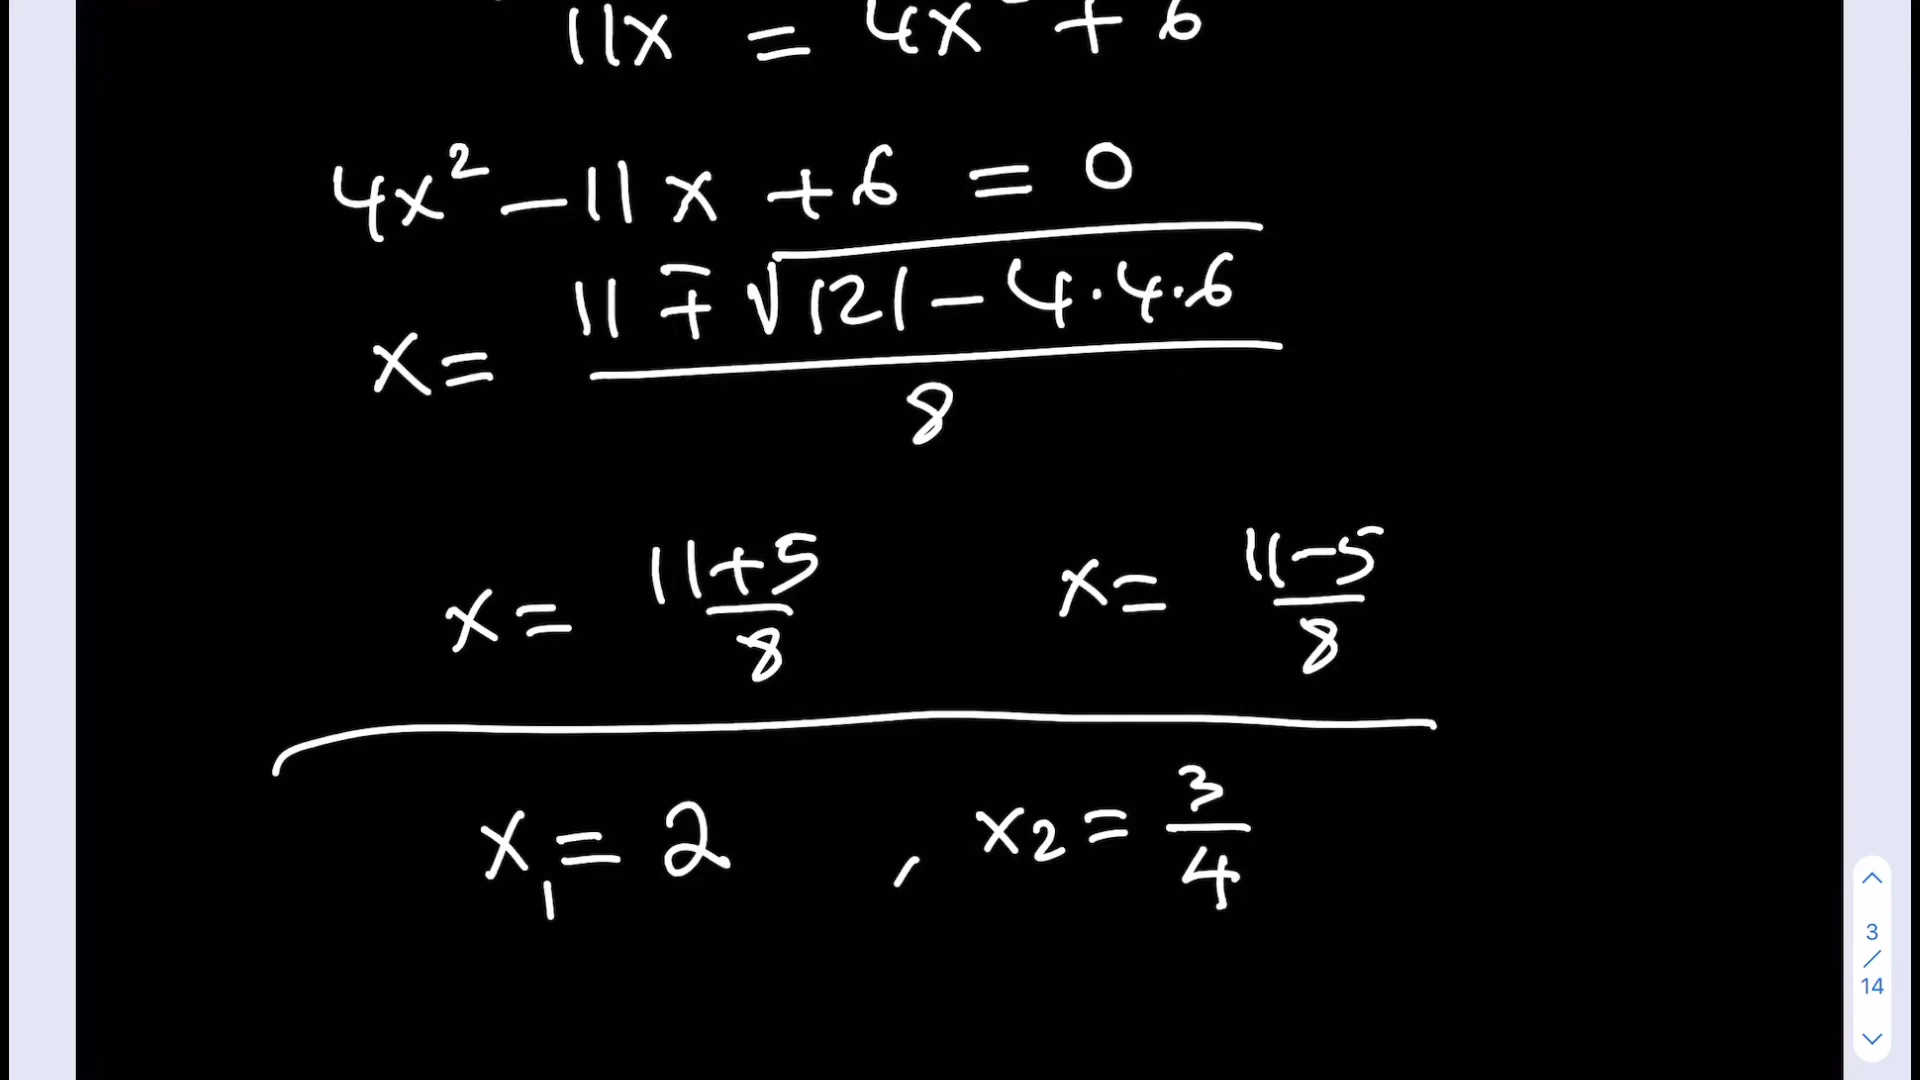 11x = 4x² + 6
4x² - 11x + 6 = 0
x = (11 ∓ √(121 - 4·4·6))/8
x = (11+5)/8   x = (11-5)/8
x₁ = 2 , x₂ = 3/4
3
/
14